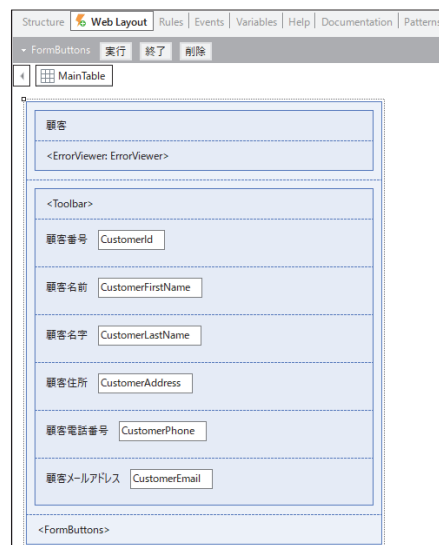 Structure Web Layout Rules Events Variables Help Documentation Patterns
FormButtons 実行 終了 削除
MainTable
顧客
<ErrorViewer: ErrorViewer>
<Toolbar>
顧客番号 CustomerId
顧客名前 CustomerFirstName
顧客名字 CustomerLastName
顧客住所 CustomerAddress
顧客電話番号 CustomerPhone
顧客メールアドレス CustomerEmail
<FormButtons>